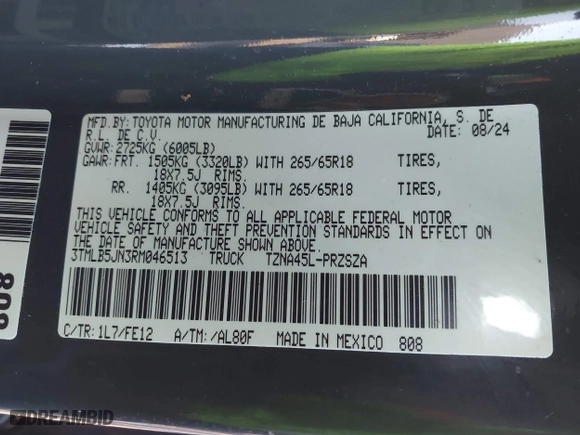 MFD.BY:TOYOTA MOTOR MANUFACTURING DE BAJA CALIFORNIA, S. DE
R.L. DE C.V. DATE: 08/24
GVWR:2725KG (6005LB)
GAWR:FRT. 1505KG (3320LB) WITH 265/65R18 TIRES,
18X7.5J RIMS.
RR. 1405KG (3095LB) WITH 265/65R18 TIRES,
18X7.5J RIMS.
THIS VEHICLE CONFORMS TO ALL APPLICABLE FEDERAL MOTOR
VEHICLE SAFETY AND THEFT PREVENTION STANDARDS IN EFFECT ON
THE DATE OF MANUFACTURE SHOWN ABOVE.
3TMLB5JN3RM046513 TRUCK TZNA45L-PRZSZA
C/TR:1L7/FE12 A/TM:/AL80F MADE IN MEXICO 808
808
DREAMBID